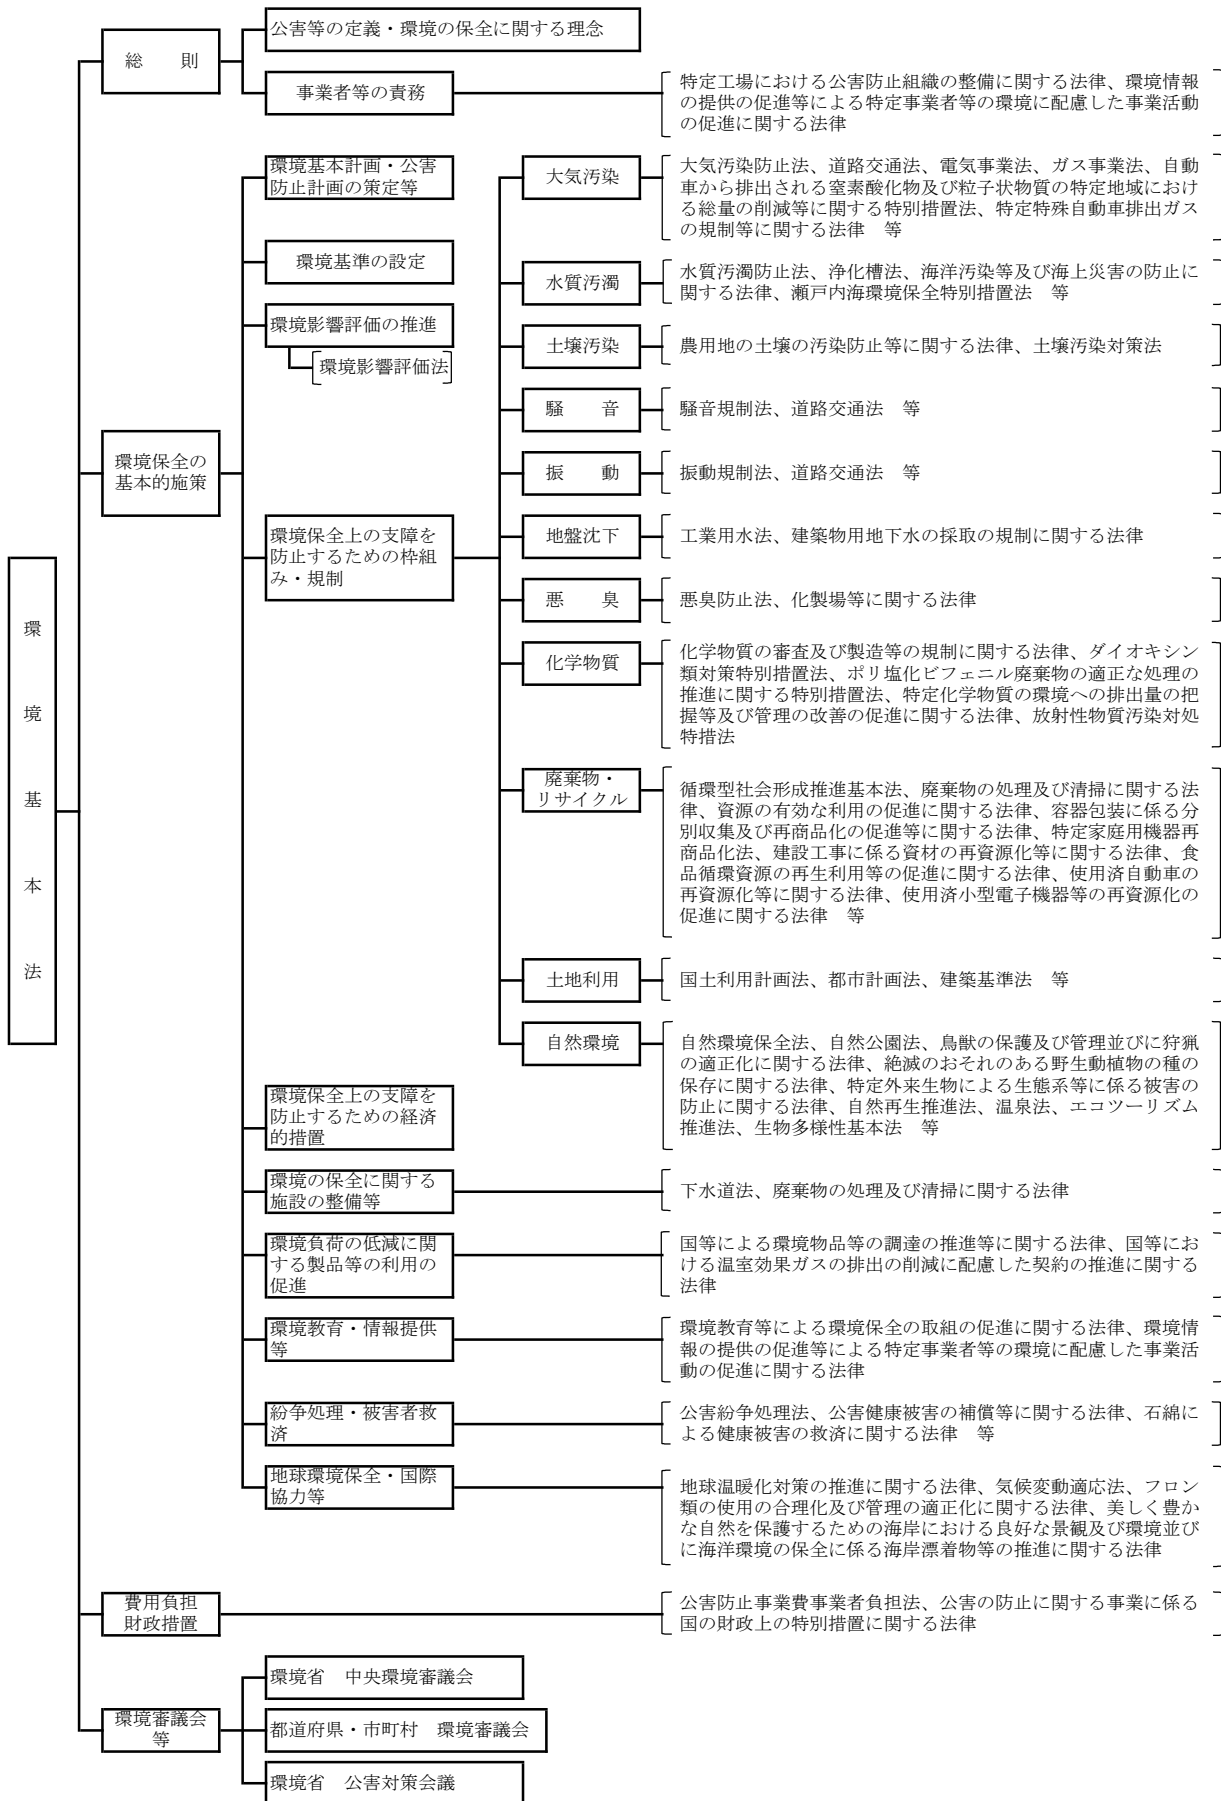 環境基本法
総　　則
公害等の定義・環境の保全に関する理念
事業者等の責務
特定工場における公害防止組織の整備に関する法律、環境情報
の提供の促進等による特定事業者等の環境に配慮した事業活動
の促進に関する法律
環境保全の
基本的施策
環境基本計画・公害
防止計画の策定等
環境基準の設定
環境影響評価の推進
環境影響評価法
環境保全上の支障を
防止するための枠組
み・規制
大気汚染
大気汚染防止法、道路交通法、電気事業法、ガス事業法、自動
車から排出される窒素酸化物及び粒子状物質の特定地域におけ
る総量の削減等に関する特別措置法、特定特殊自動車排出ガス
の規制等に関する法律　等
水質汚濁
水質汚濁防止法、浄化槽法、海洋汚染等及び海上災害の防止に
関する法律、瀬戸内海環境保全特別措置法　等
土壌汚染
農用地の土壌の汚染防止等に関する法律、土壌汚染対策法
騒　　音
騒音規制法、道路交通法　等
振　　動
振動規制法、道路交通法　等
地盤沈下
工業用水法、建築物用地下水の採取の規制に関する法律
悪　　臭
悪臭防止法、化製場等に関する法律
化学物質
化学物質の審査及び製造等の規制に関する法律、ダイオキシン
類対策特別措置法、ポリ塩化ビフェニル廃棄物の適正な処理の
推進に関する特別措置法、特定化学物質の環境への排出量の把
握等及び管理の改善の促進に関する法律、放射性物質汚染対処
特措法
廃棄物・
リサイクル
循環型社会形成推進基本法、廃棄物の処理及び清掃に関する法
律、資源の有効な利用の促進に関する法律、容器包装に係る分
別収集及び再商品化の促進等に関する法律、特定家庭用機器再
商品化法、建設工事に係る資材の再資源化等に関する法律、食
品循環資源の再生利用等の促進に関する法律、使用済自動車の
再資源化等に関する法律、使用済小型電子機器等の再資源化の
促進に関する法律　等
土地利用
国土利用計画法、都市計画法、建築基準法　等
自然環境
自然環境保全法、自然公園法、鳥獣の保護及び管理並びに狩猟
の適正化に関する法律、絶滅のおそれのある野生動植物の種の
保存に関する法律、特定外来生物による生態系等に係る被害の
防止に関する法律、自然再生推進法、温泉法、エコツーリズム
推進法、生物多様性基本法　等
環境保全上の支障を
防止するための経済
的措置
環境の保全に関する
施設の整備等
下水道法、廃棄物の処理及び清掃に関する法律
環境負荷の低減に関
する製品等の利用の
促進
国等による環境物品等の調達の推進等に関する法律、国等にお
ける温室効果ガスの排出の削減に配慮した契約の推進に関する
法律
環境教育・情報提供
等
環境教育等による環境保全の取組の促進に関する法律、環境情
報の提供の促進等による特定事業者等の環境に配慮した事業活
動の促進に関する法律
紛争処理・被害者救
済
公害紛争処理法、公害健康被害の補償等に関する法律、石綿に
よる健康被害の救済に関する法律　等
地球環境保全・国際
協力等
地球温暖化対策の推進に関する法律、気候変動適応法、フロン
類の使用の合理化及び管理の適正化に関する法律、美しく豊か
な自然を保護するための海岸における良好な景観及び環境並び
に海洋環境の保全に係る海岸漂着物等の推進に関する法律
費用負担
財政措置
公害防止事業費事業者負担法、公害の防止に関する事業に係る
国の財政上の特別措置に関する法律
環境審議会
等
環境省　中央環境審議会
都道府県・市町村　環境審議会
環境省　公害対策会議